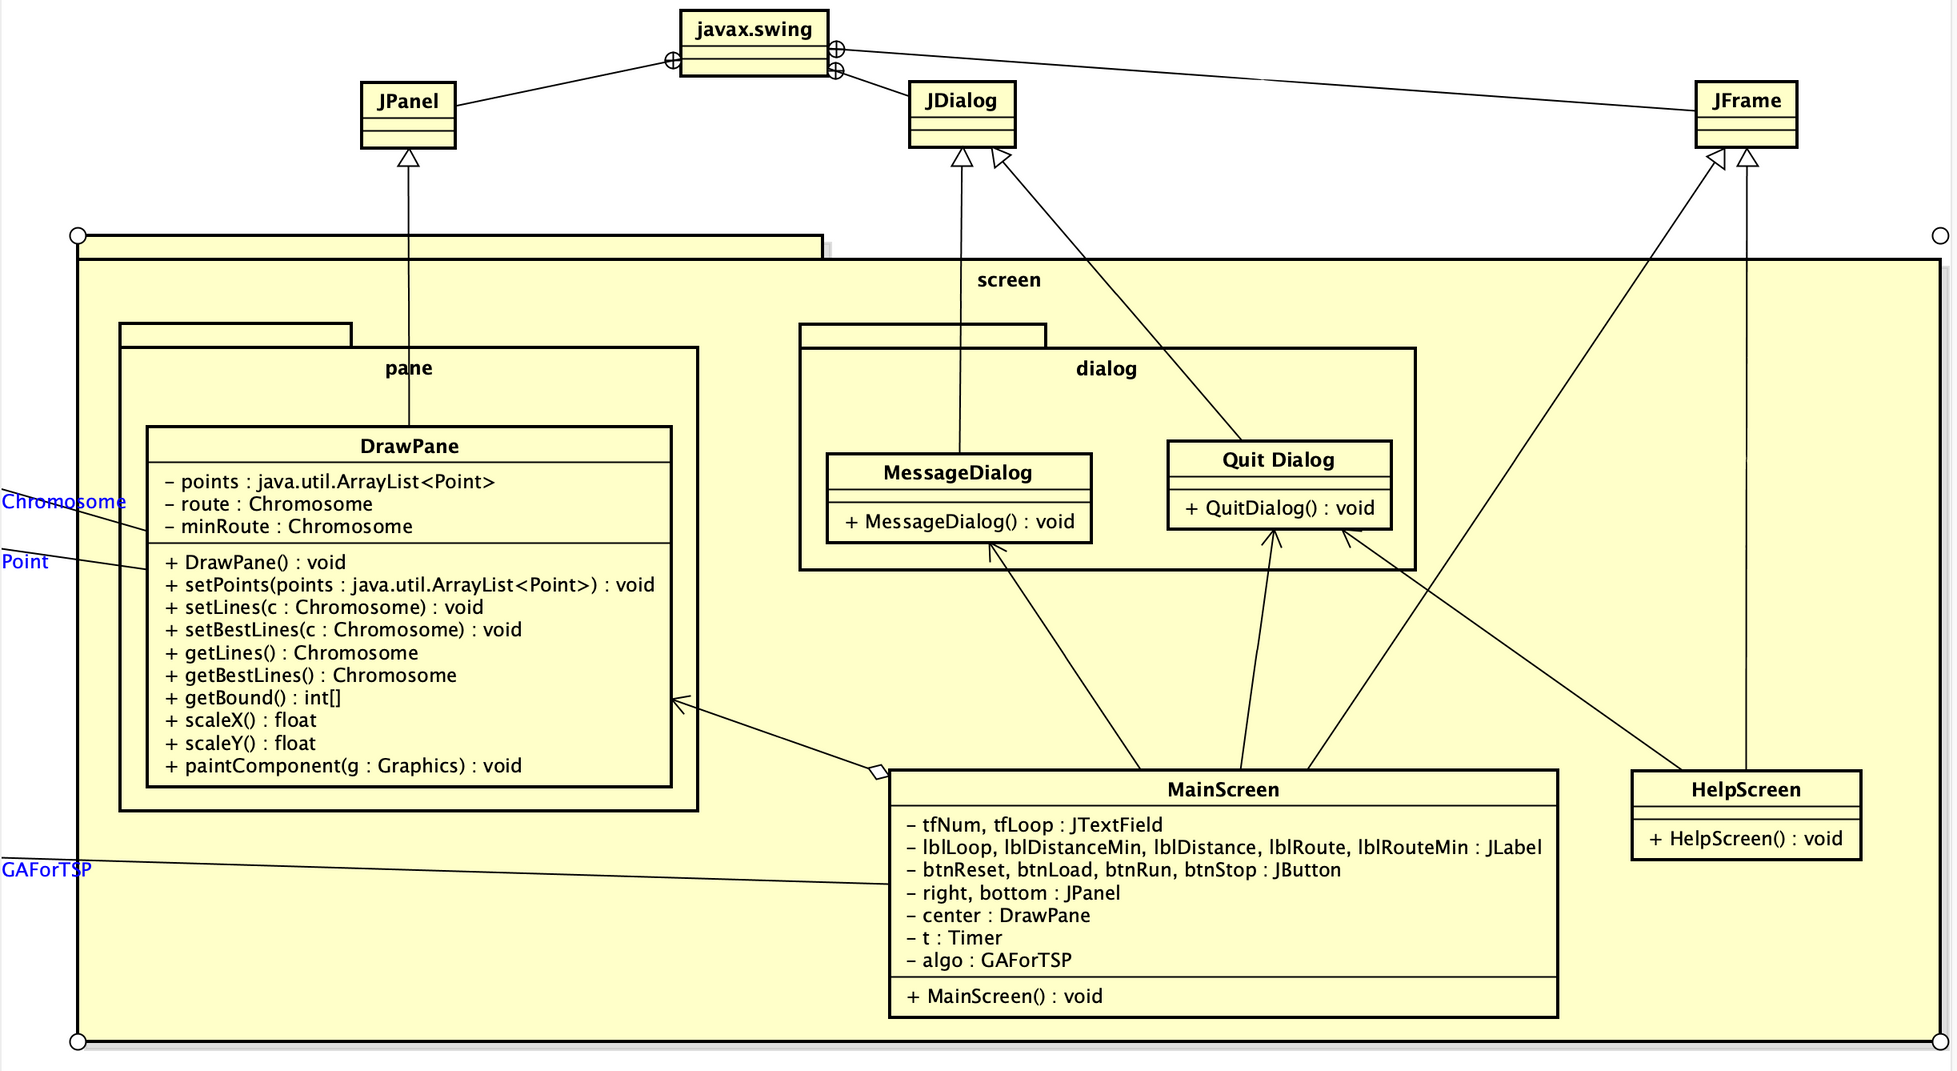 javax.swing
JPanel
JDialog
JFrame
screen
pane
dialog
DrawPane
– points : java.util.ArrayList<Point>
– route : Chromosome
– minRoute : Chromosome
+ DrawPane() : void
+ setPoints(points : java.util.ArrayList<Point>) : void
+ setLines(c : Chromosome) : void
+ setBestLines(c : Chromosome) : void
+ getLines() : Chromosome
+ getBestLines() : Chromosome
+ getBound() : int[]
+ scaleX() : float
+ scaleY() : float
+ paintComponent(g : Graphics) : void
Chromosome
Point
GAForTSP
MessageDialog
+ MessageDialog() : void
Quit Dialog
+ QuitDialog() : void
MainScreen
– tfNum, tfLoop : JTextField
– lblLoop, lblDistanceMin, lblDistance, lblRoute, lblRouteMin : JLabel
– btnReset, btnLoad, btnRun, btnStop : JButton
– right, bottom : JPanel
– center : DrawPane
– t : Timer
– algo : GAForTSP
+ MainScreen() : void
HelpScreen
+ HelpScreen() : void